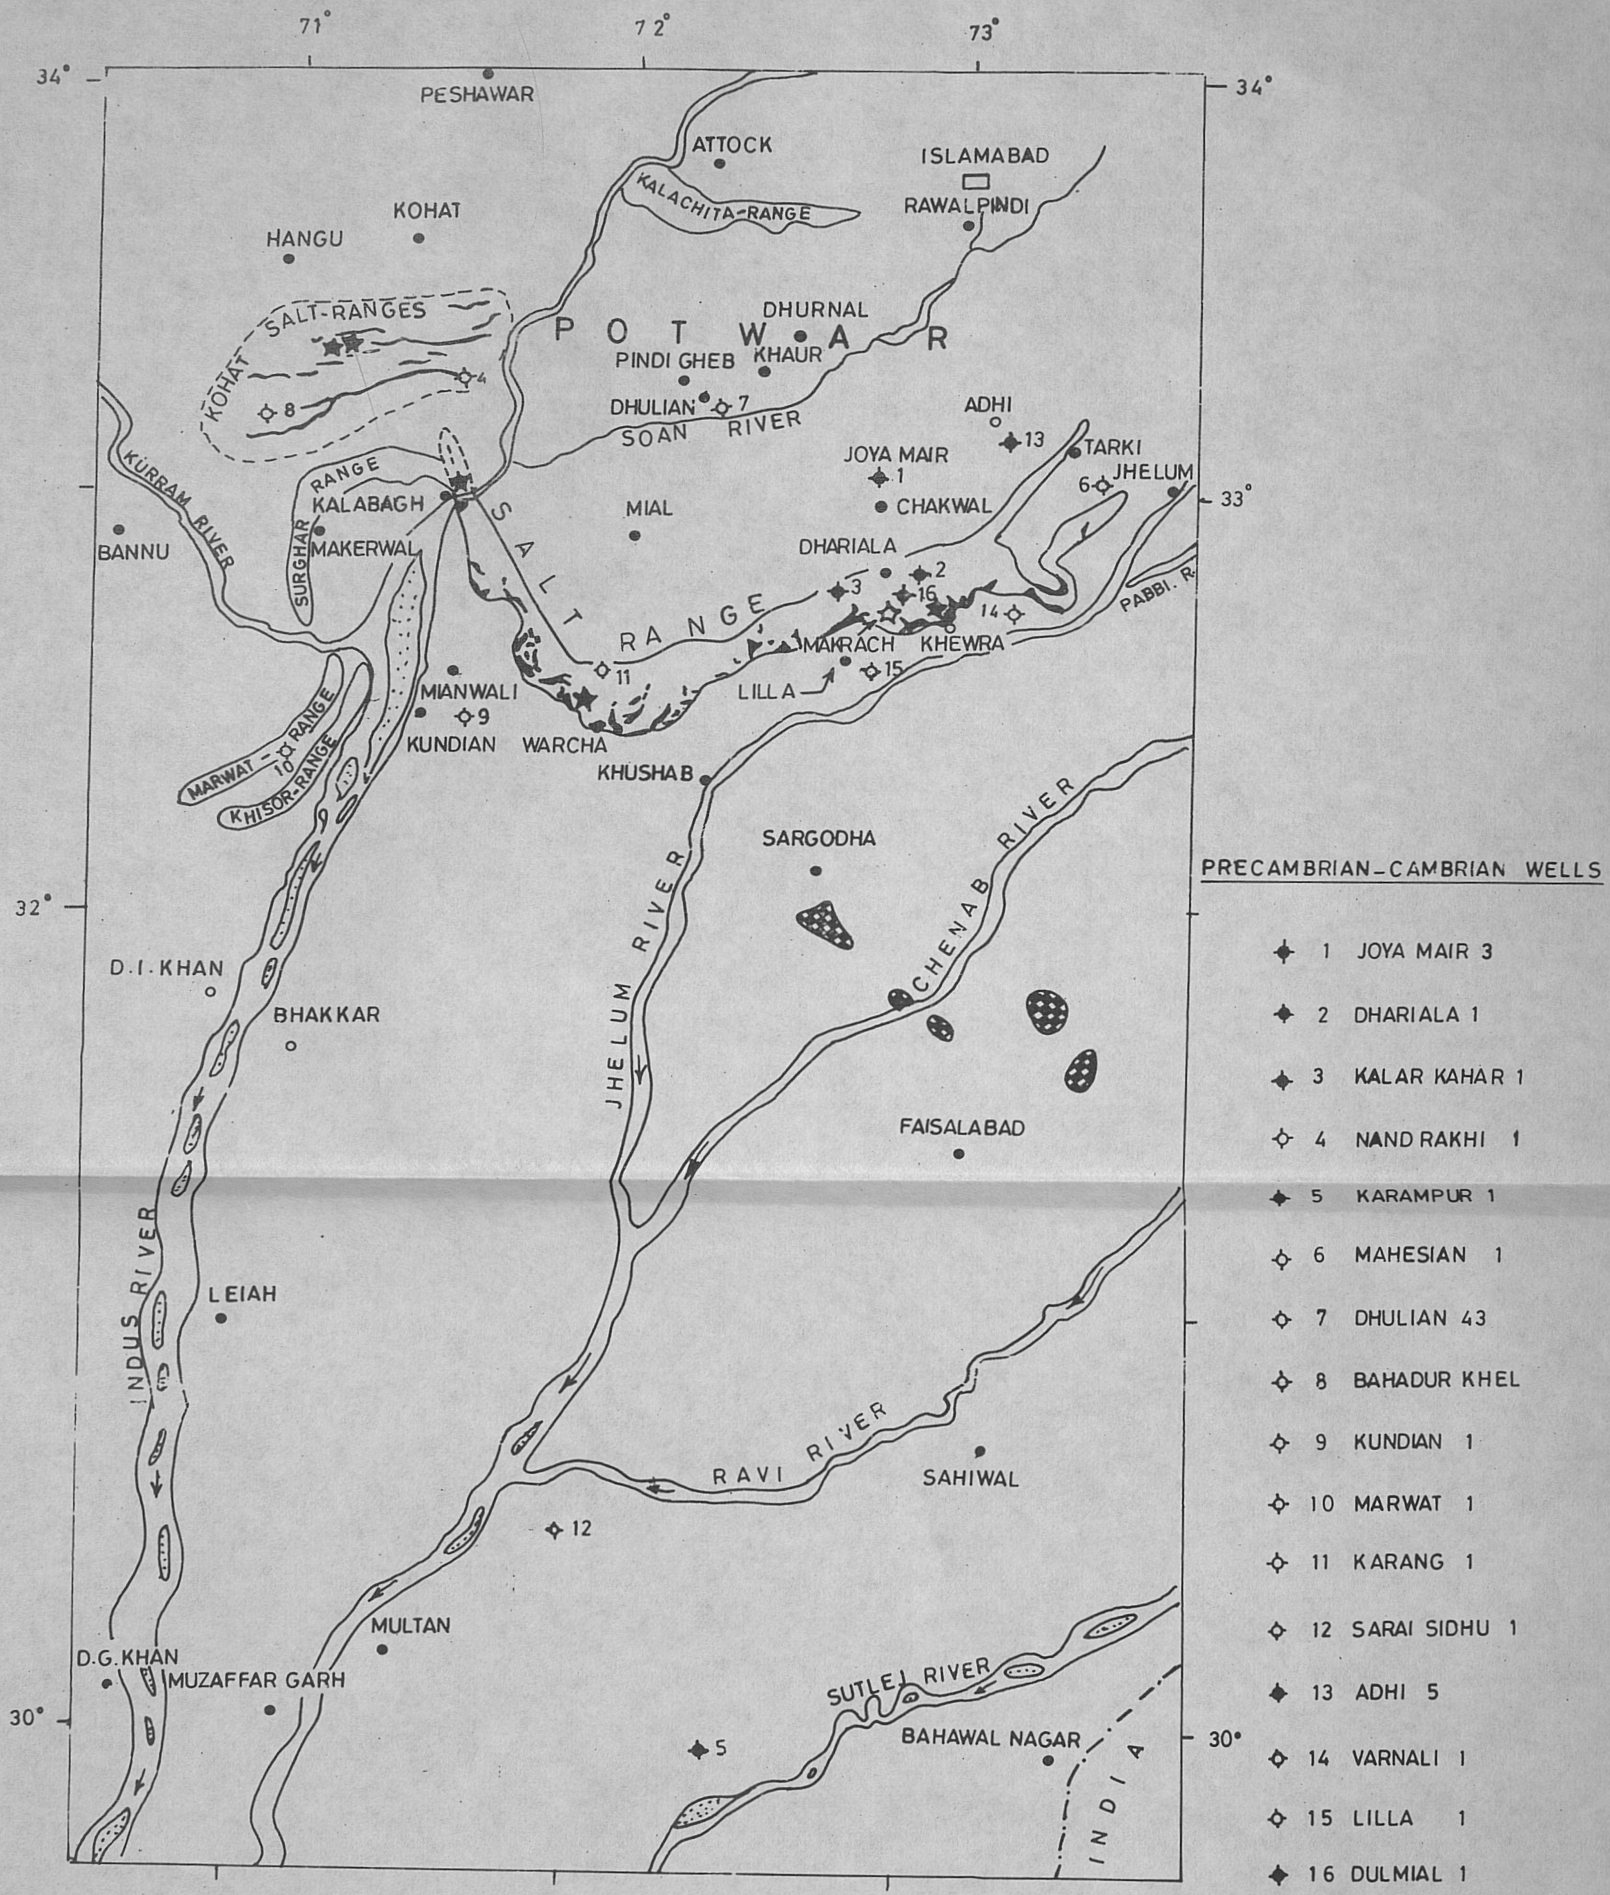 71° 72° 73°
34° 34°
PESHAWAR
ATTOCK
ISLAMABAD
KALACHITA-RANGE
RAWALPINDI
KOHAT
HANGU
SALT-RANGES
DHURNAL
POTWAR
PINDI GHEB KHAUR
KOHAT
4
8
DHULIAN 7
SOAN RIVER
ADHI
13
TARKI
JOYA MAIR
1
JHELUM
6
KURRAM RIVER
RANGE
KALABAGH
33°
CHAKWAL
MIAL
BANNU
MAKERWAL
SURGHAR
SALT RANGE
DHARIALA
2
3
16
14
PABBI. R.
MAKRACH KHEWRA
11
15
LILLA
MIANWALI
9
KUNDIAN WARCHA
MARWAT-RANGE
10
KHISOR-RANGE
KHUSHAB
SARGODHA
CHENAB RIVER
JHELUM RIVER
32°
D.I.KHAN
BHAKKAR
FAISALABAD
INDUS RIVER
LEIAH
RAVI RIVER
SAHIWAL
12
MULTAN
D.G.KHAN
MUZAFFAR GARH
SUTLEJ RIVER
BAHAWAL NAGAR
30° 30°
5
INDIA
PRECAMBRIAN-CAMBRIAN WELLS
1 JOYA MAIR 3
2 DHARIALA 1
3 KALAR KAHAR 1
4 NAND RAKHI 1
5 KARAMPUR 1
6 MAHESIAN 1
7 DHULIAN 43
8 BAHADUR KHEL
9 KUNDIAN 1
10 MARWAT 1
11 KARANG 1
12 SARAI SIDHU 1
13 ADHI 5
14 VARNALI 1
15 LILLA 1
16 DULMIAL 1